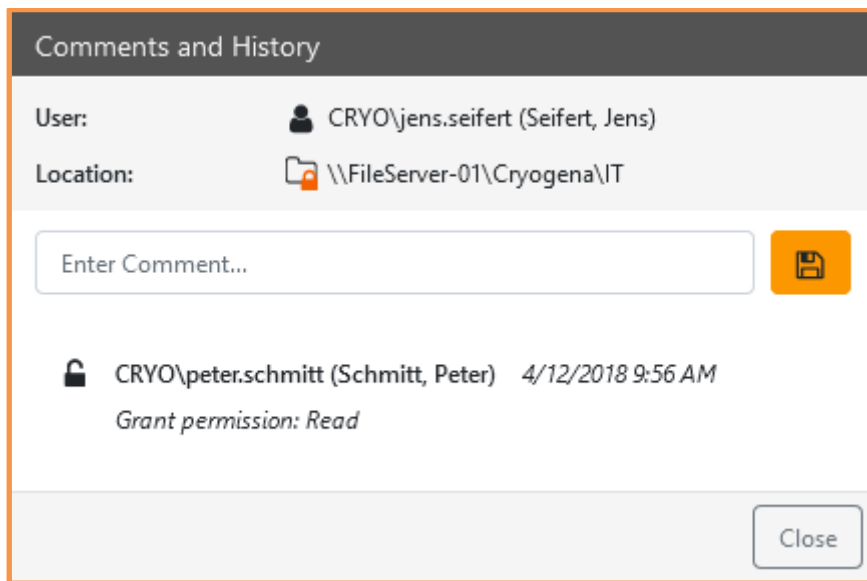 Comments and History
User: CRYO\jens.seifert (Seifert, Jens)
Location: \\FileServer-01\Cryogena\IT
Enter Comment...
CRYO\peter.schmitt (Schmitt, Peter) 4/12/2018 9:56 AM
Grant permission: Read
Close